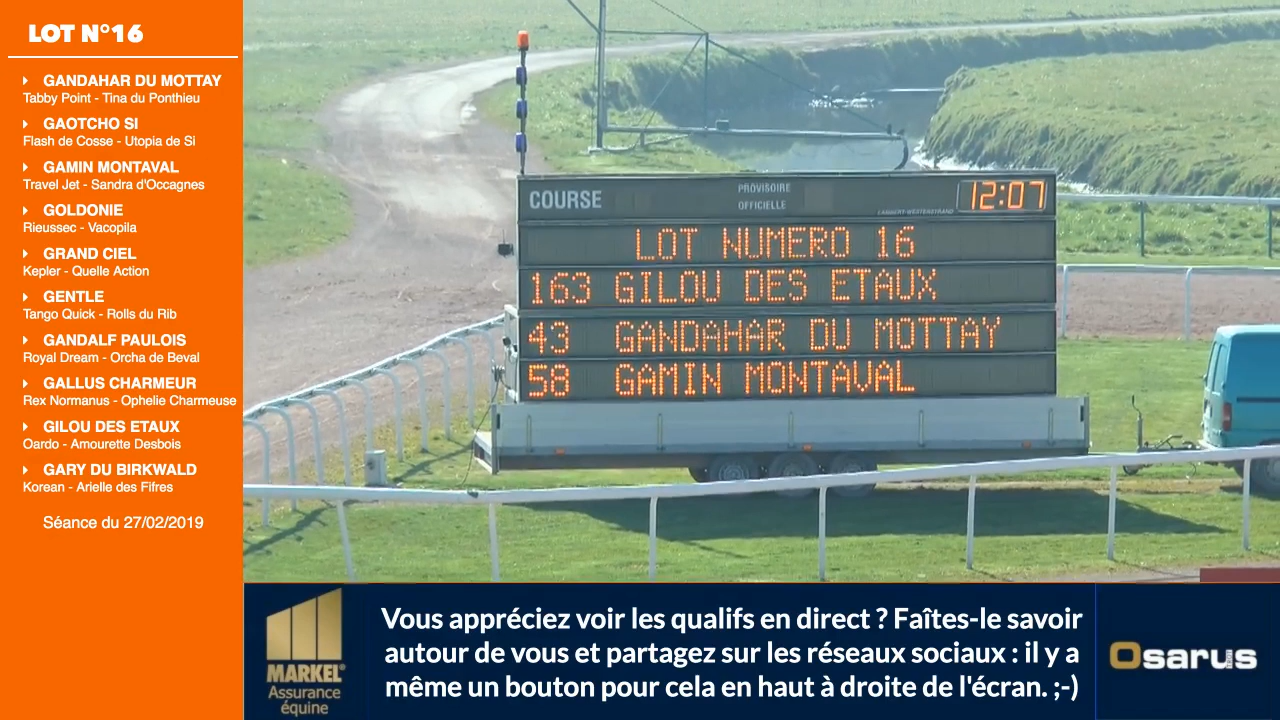 LOT N°16
GANDAHAR DU MOTTAY
Tabby Point - Tina du Ponthieu
GAOTCHO SI
Flash de Cosse - Utopia de Si
GAMIN MONTAVAL
Travel Jet - Sandra d'Occagnes
GOLDONIE
Rieussec - Vacopila
GRAND CIEL
Kepler - Quelle Action
GENTLE
Tango Quick - Rolls du Rib
GANDALF PAULOIS
Royal Dream - Orcha de Beval
GALLUS CHARMEUR
Rex Normanus - Ophelie Charmeuse
GILOU DES ETAUX
Oardo - Amourette Desbois
GARY DU BIRKWALD
Korean - Arielle des Fifres
Séance du 27/02/2019
COURSE
PROVISOIRE
OFFICIELLE
12:07
LOT NUMERO 16
163 GILOU DES ETAUX
43 GANDAHAR DU MOTTAY
58 GAMIN MONTAVAL
MARKEL®
Assurance
équine
Vous appréciez voir les qualifs en direct ? Faîtes-le savoir
autour de vous et partagez sur les réseaux sociaux : il y a
même un bouton pour cela en haut à droite de l'écran. ;-)
Osarus